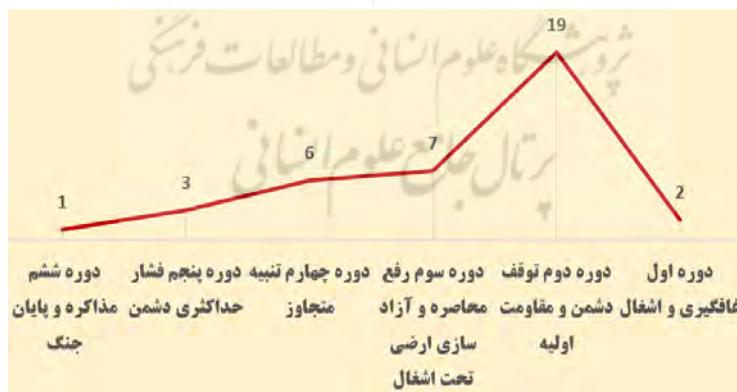 پژوهشگاه علوم انسانی و مطالعات فرهنگی
پرتال جامع علوم انسانی
19
7
6
3
2
1
دوره اول
غافگیری و اشغال
دوره دوم توقف
دشمن و مقاومت
اولیه
دوره سوم رفع
محاصره و آزاد
سازی ارضی
تحت اشغال
دوره چهارم تنبیه
متجاوز
دوره پنجم فشار
حداکثری دشمن
دوره ششم
مذاکره و پایان
جنگ